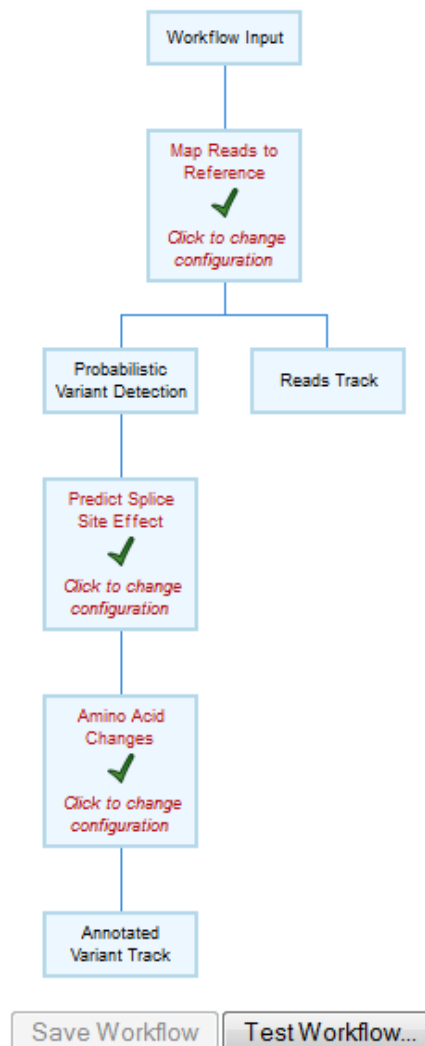 Workflow Input
Map Reads to
Reference
Click to change
configuration
Probabilistic
Variant Detection
Reads Track
Predict Splice
Site Effect
Click to change
configuration
Amino Acid
Changes
Click to change
configuration
Annotated
Variant Track
Save Workflow
Test Workflow...